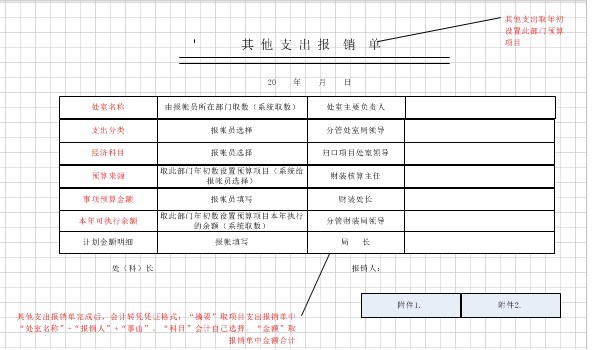 其他支出取年初
设置此部门预算
项目
其他支出报销单
20 年 月 日
处室名称 由报帐员所在部门取数（系统取数） 处室主要负责人
支出分类 报帐员选择 分管处室局领导
经济科目 报帐员选择 归口项目处室领导
预算来源 取此部门年初数设置预算项目（系统给
报帐员选择） 财装核算主任
事项预算金额 报帐员填写 财装处长
本年可执行余额 取此部门年初数设置预算项目本年执行
的余额（系统取数） 分管财装局领导
计划金额明细 报帐填写 局 长
处（科）长 报销人：
附件1. 附件2.
其他支出报销单完成后，会计转凭凭正格式：“摘要”取项目支出报销单中
“处室名称”+“报销人”+“事由”。“科目”会计自己选择。“金额”取
报销单中金额合计